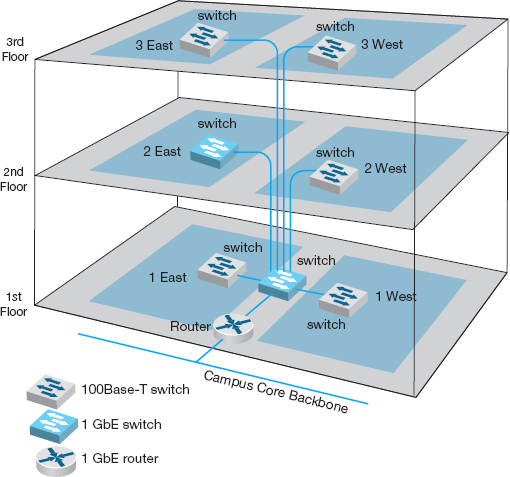 switch
switch
3rd
Floor
3 East
3 West
switch
switch
2nd
Floor
2 East
2 West
switch
switch
1 East
1 West
1st
Floor
Router
switch
Campus Core Backbone
100Base-T switch
1 GbE switch
1 GbE router